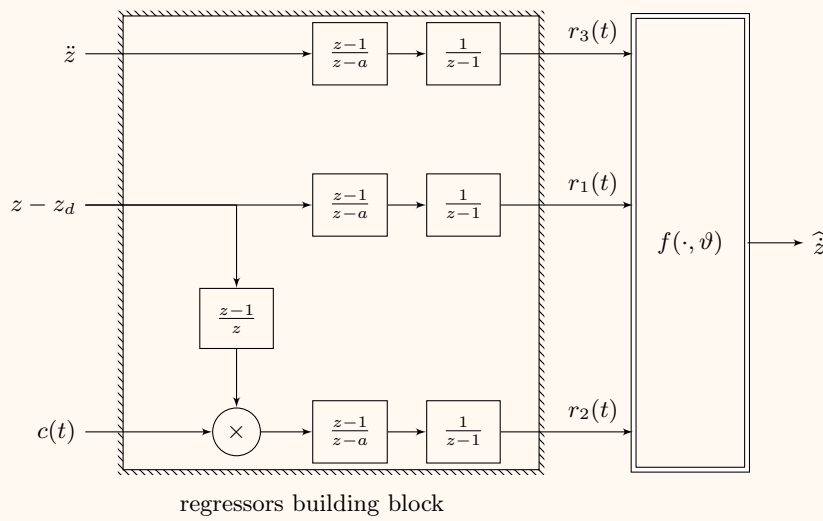 z̈ (z−1)/(z−a) 1/(z−1) r₃(t)
z − z_d (z−1)/(z−a) 1/(z−1) r₁(t)
f(·, ϑ) ż̂
(z−1)/z
c(t) × (z−1)/(z−a) 1/(z−1) r₂(t)
regressors building block